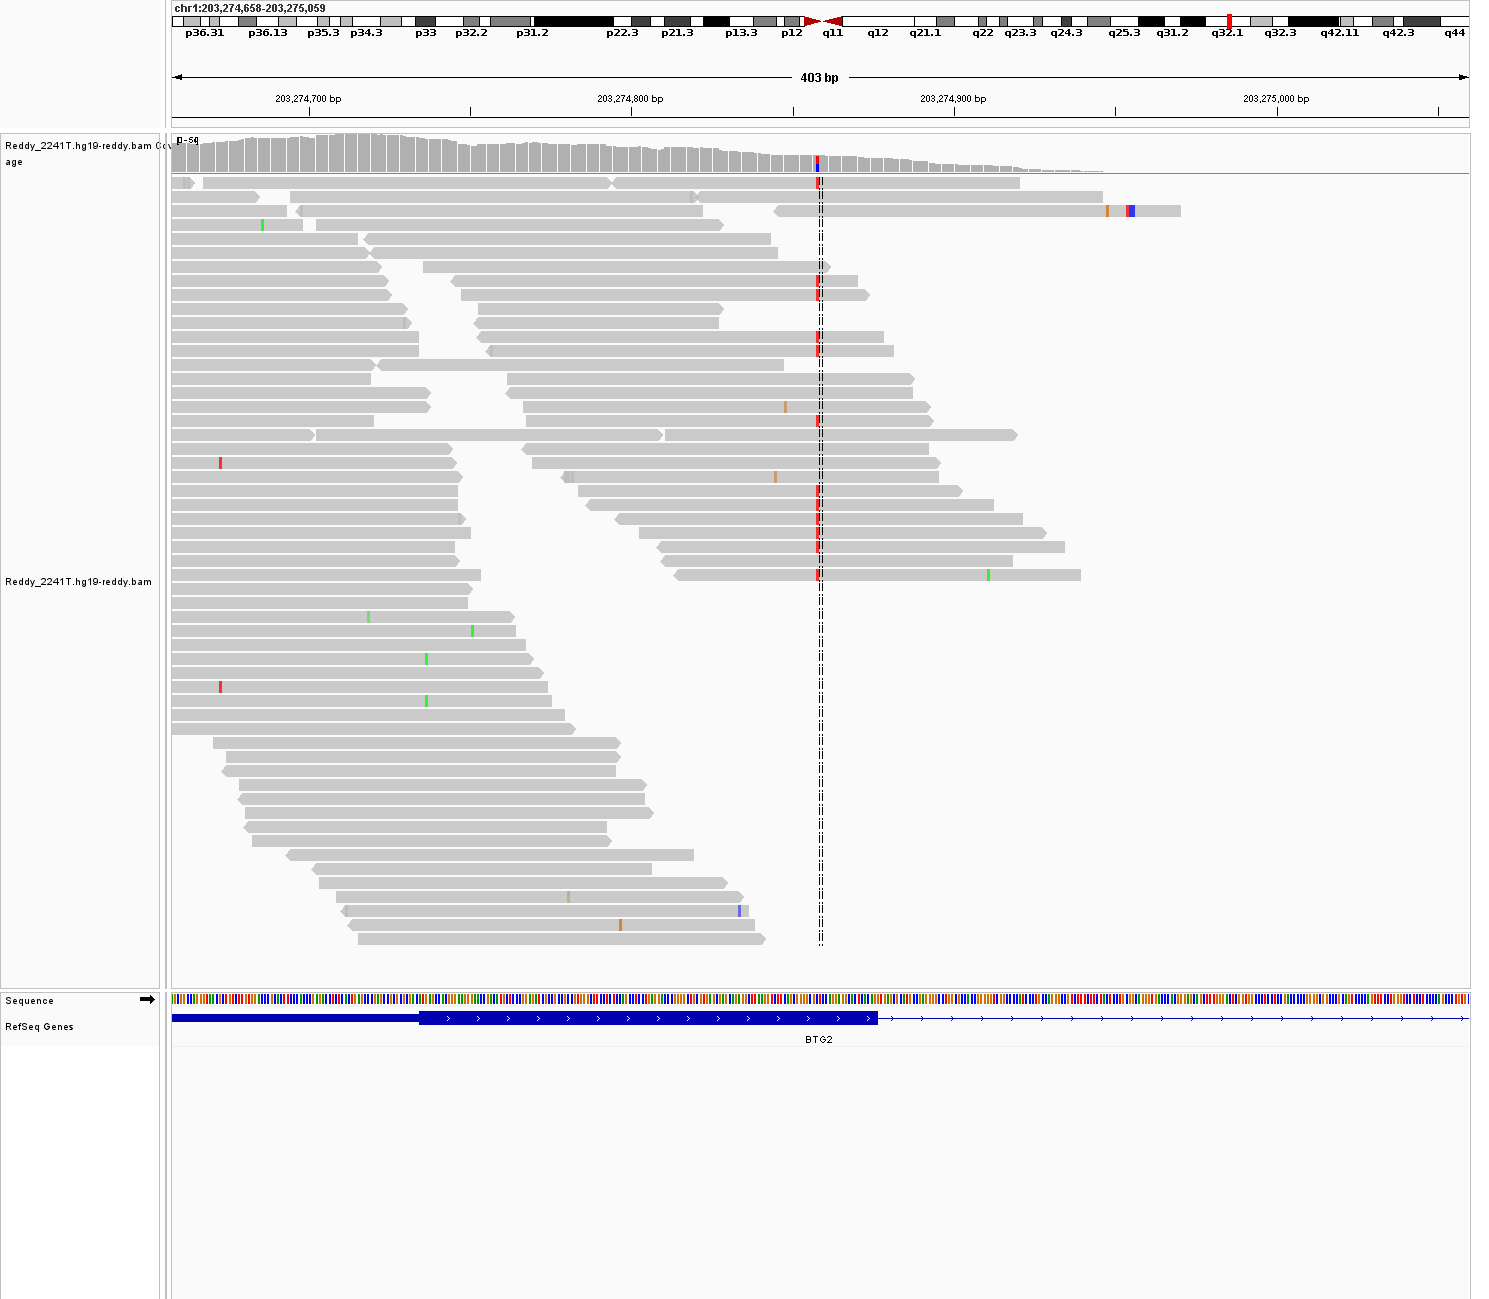 chr1:203,274,658-203,275,059
p36.31 p36.13 p35.3 p34.3 p33 p32.2 p31.2 p22.3 p21.3 p13.3 p12 q11 q12 q21.1 q22 q23.3 q24.3 q25.3 q31.2 q32.1 q32.3 q42.11 q42.3 q44
403 bp
203,274,700 bp 203,274,800 bp 203,274,900 bp 203,275,000 bp
Reddy_2241T.hg19-reddy.bam Cov
age
Reddy_2241T.hg19-reddy.bam
Sequence
RefSeq Genes
BTG2